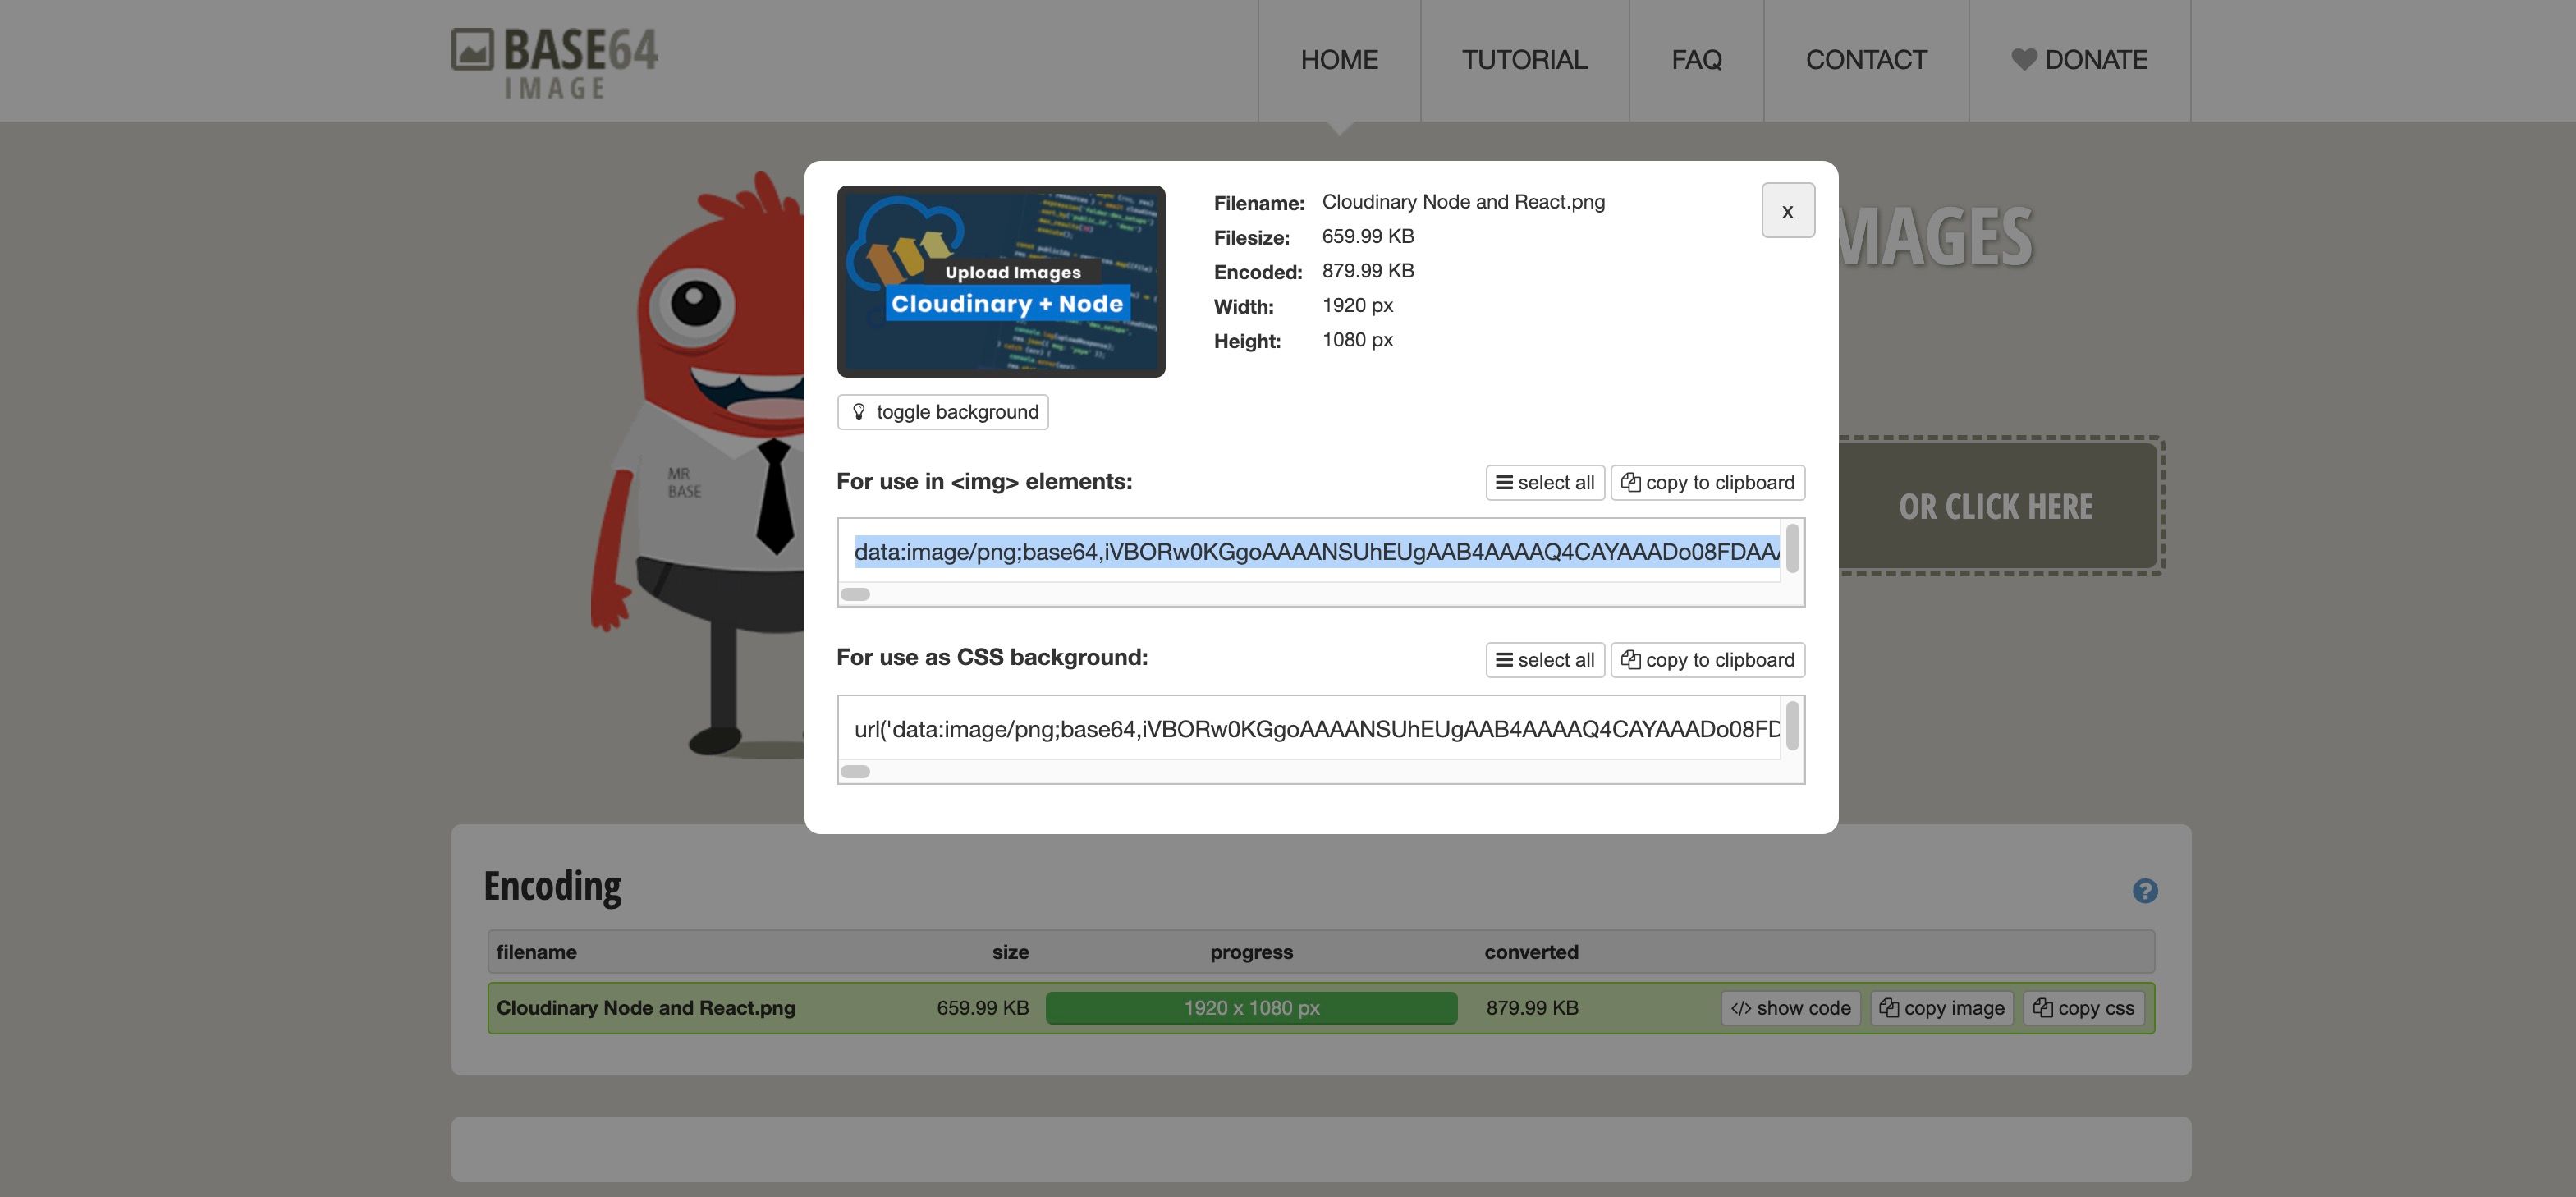 BASE64
IMAGE
HOME
TUTORIAL
FAQ
CONTACT
DONATE
MAGES
MR
BASE
OR CLICK HERE
Upload Images
Cloudinary + Node
Filename: Cloudinary Node and React.png
Filesize: 659.99 KB
Encoded: 879.99 KB
Width: 1920 px
Height: 1080 px
x
toggle background
For use in <img> elements:
select all
copy to clipboard
data:image/png;base64,iVBORw0KGgoAAAANSUhEUgAAB4AAAAQ4CAYAAADo08FDAAA
For use as CSS background:
select all
copy to clipboard
url('data:image/png;base64,iVBORw0KGgoAAAANSUhEUgAAB4AAAAQ4CAYAAADo08FD
Encoding
?
filename size progress converted
Cloudinary Node and React.png 659.99 KB 1920 x 1080 px 879.99 KB </> show code copy image copy css